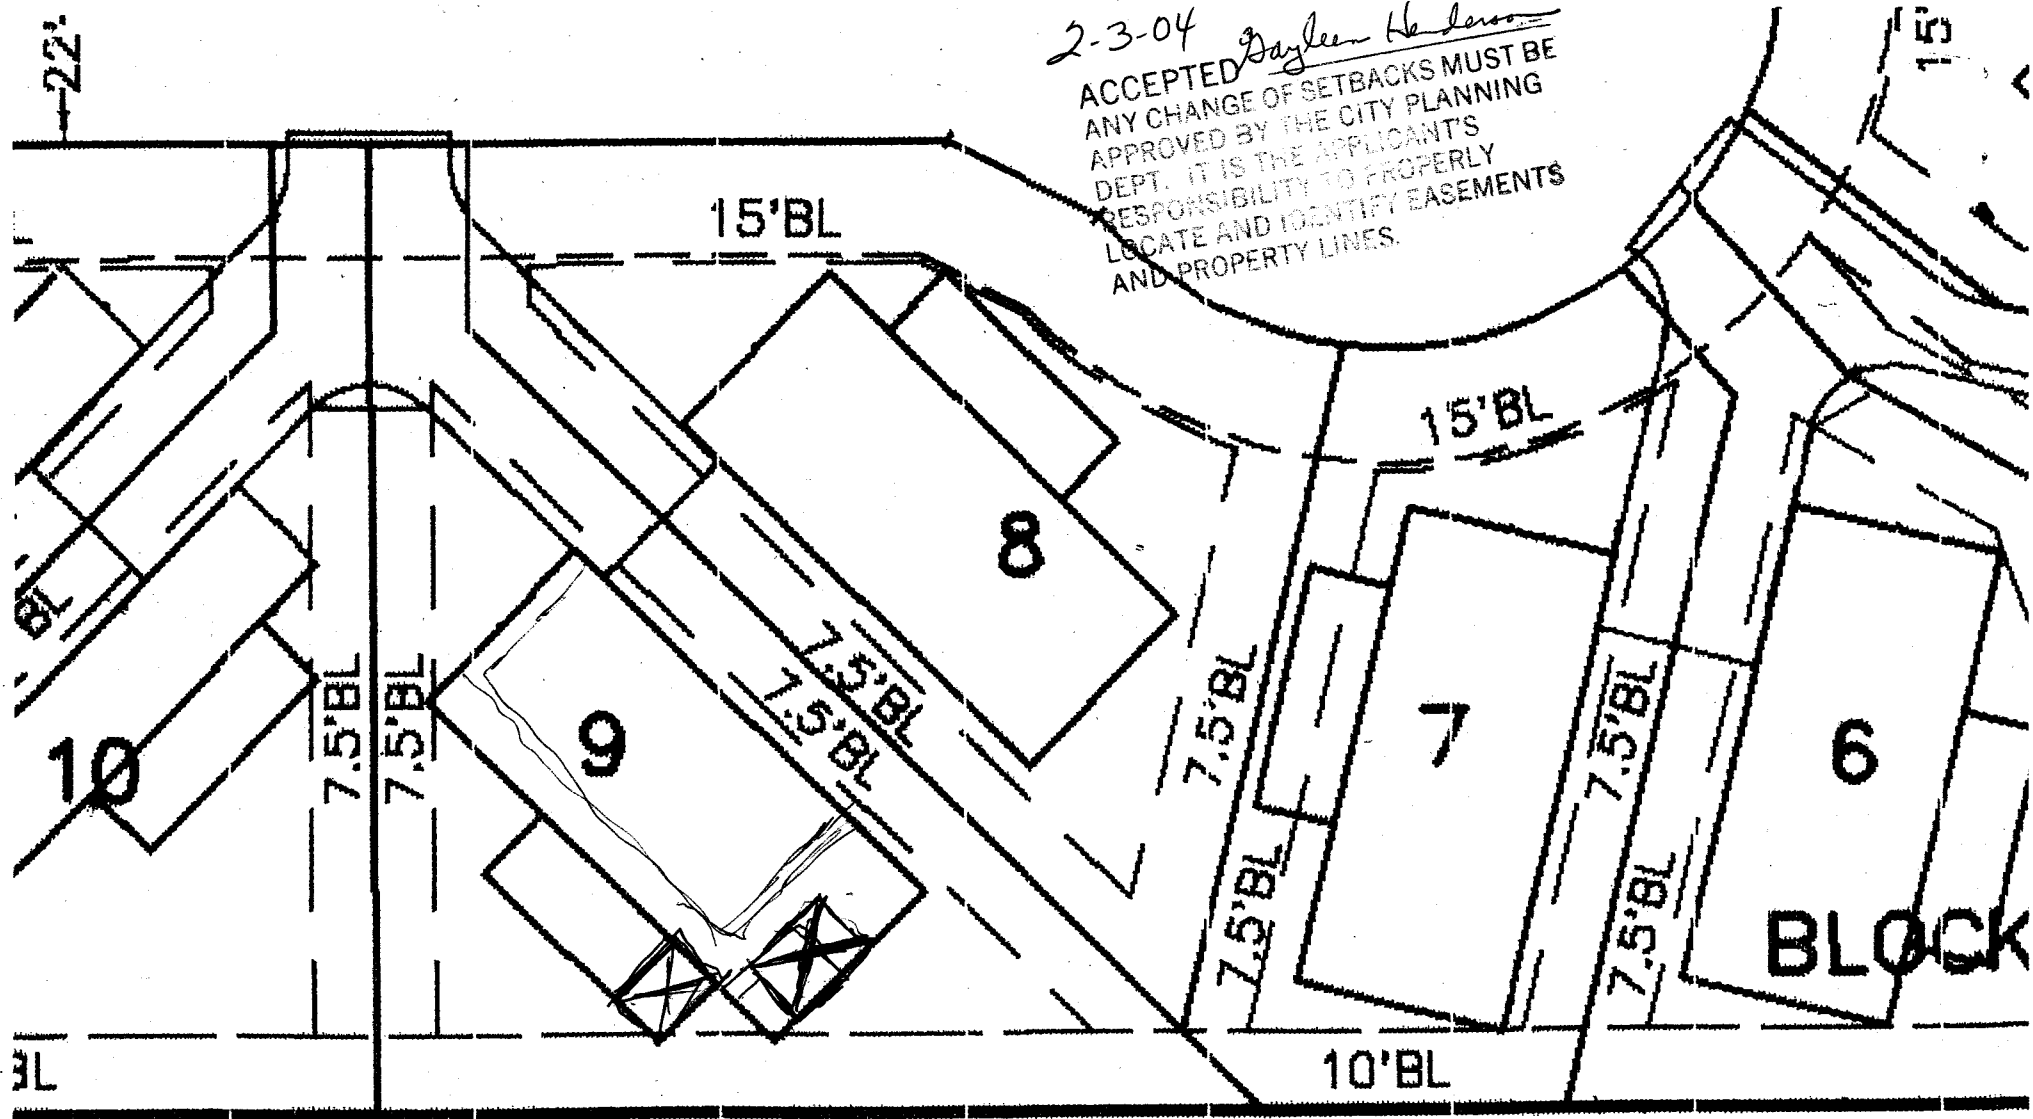 22'
2-3-04 Gayleen Henderson
ACCEPTED
ANY CHANGE OF SETBACKS MUST BE
APPROVED BY THE CITY PLANNING
DEPT. IT IS THE APPLICANT'S
RESPONSIBILITY TO PROPERLY
LOCATE AND IDENTIFY EASEMENTS
AND PROPERTY LINES.
15'
15'BL
15'BL
8
BL
7.5'BL
7.5'BL
7.5'BL
7.5'BL
7.5'BL
7.5'BL
10
9
7
6
7.5'BL
7.5'BL
BLOCK
BL
10'BL